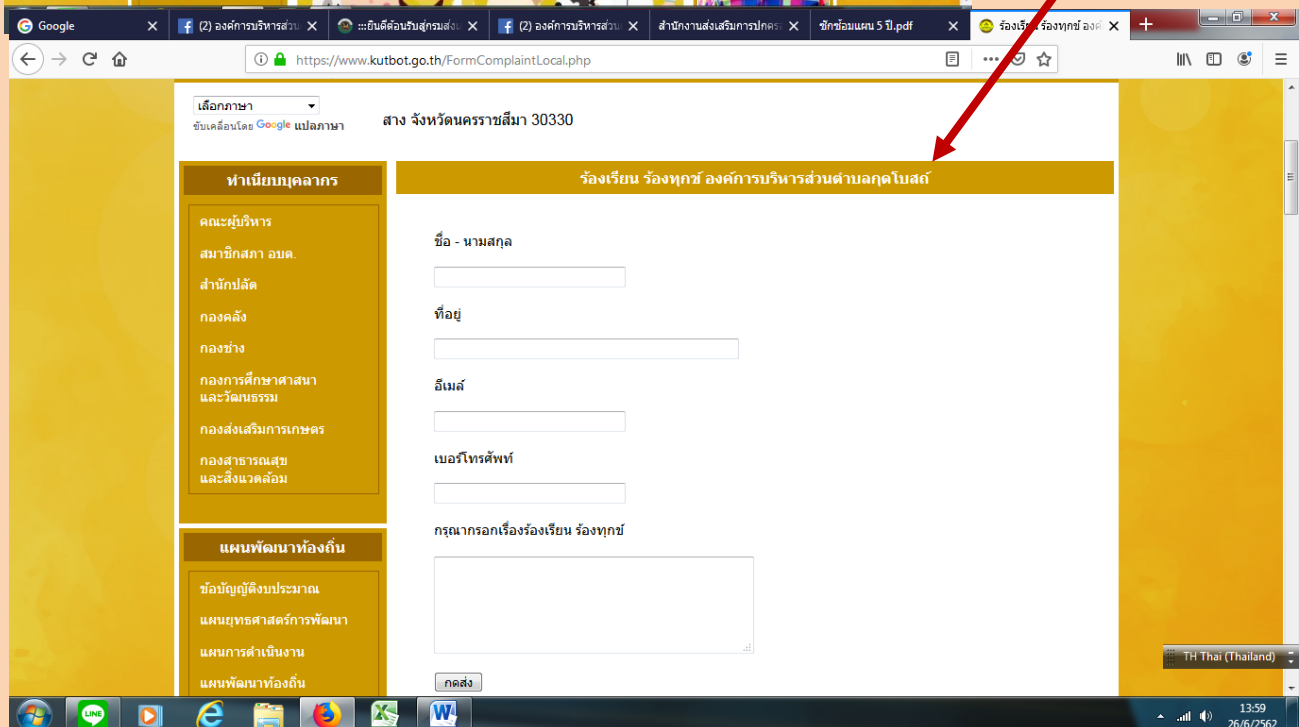 Google
(2) องค์การบริหารส่วน
:::ยินดีต้อนรับสู่กรมส่งเ
(2) องค์การบริหารส่วน
สำนักงานส่งเสริมการปกคร
ซักซ้อมแผน 5 ปี.pdf
ร้องเรียน ร้องทุกข์ องค์
https://www.kutbot.go.th/FormComplaintLocal.php
เลือกภาษา
ขับเคลื่อนโดย Google แปลภาษา
สาง จังหวัดนครราชสีมา 30330
ทำเนียบบุคลากร
คณะผู้บริหาร
สมาชิกสภา อบต.
สำนักปลัด
กองคลัง
กองช่าง
กองการศึกษาศาสนา
และวัฒนธรรม
กองส่งเสริมการเกษตร
กองสาธารณสุข
และสิ่งแวดล้อม
แผนพัฒนาท้องถิ่น
ข้อบัญญัติงบประมาณ
แผนยุทธศาสตร์การพัฒนา
แผนการดำเนินงาน
แผนพัฒนาท้องถิ่น
ร้องเรียน ร้องทุกข์ องค์การบริหารส่วนตำบลกุดโบสถ์
ชื่อ - นามสกุล
ที่อยู่
อีเมล์
เบอร์โทรศัพท์
กรุณากรอกเรื่องร้องเรียน ร้องทุกข์
กดส่ง
TH Thai (Thailand)
LINE
13:59
26/6/2562